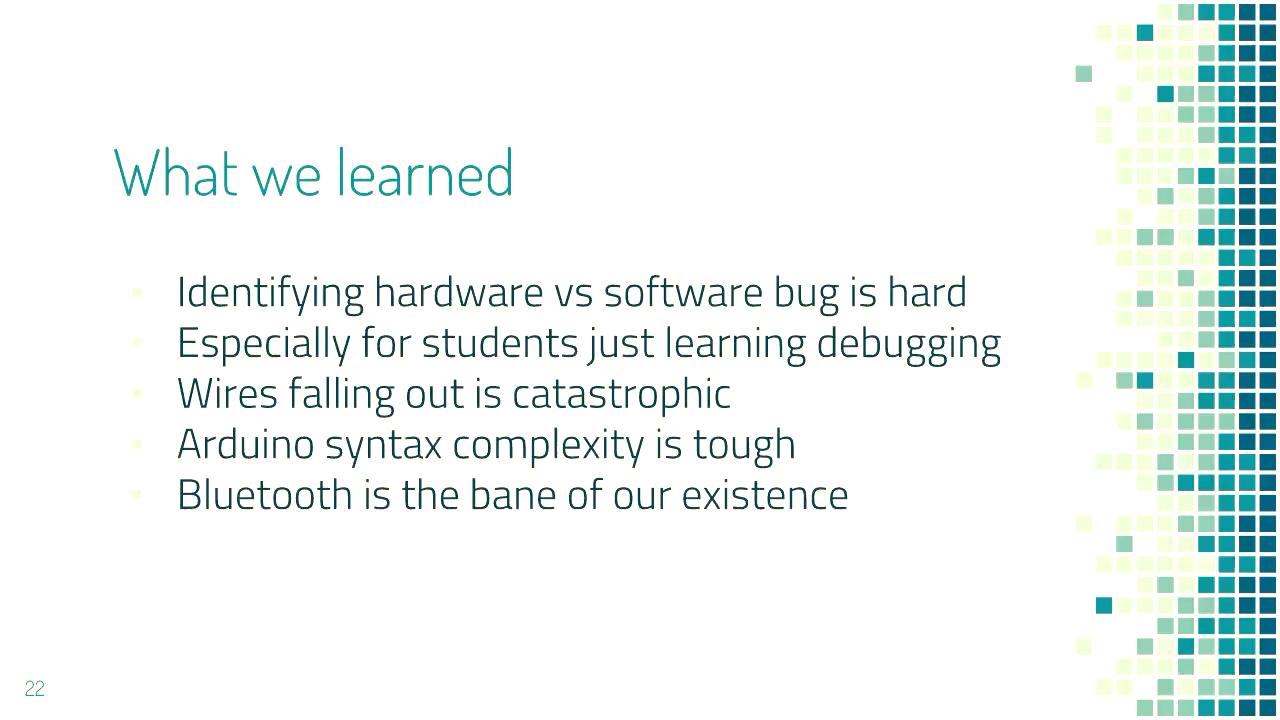 What we learned
Identifying hardware vs software bug is hard
Especially for students just learning debugging
Wires falling out is catastrophic
Arduino syntax complexity is tough
Bluetooth is the bane of our existence
22